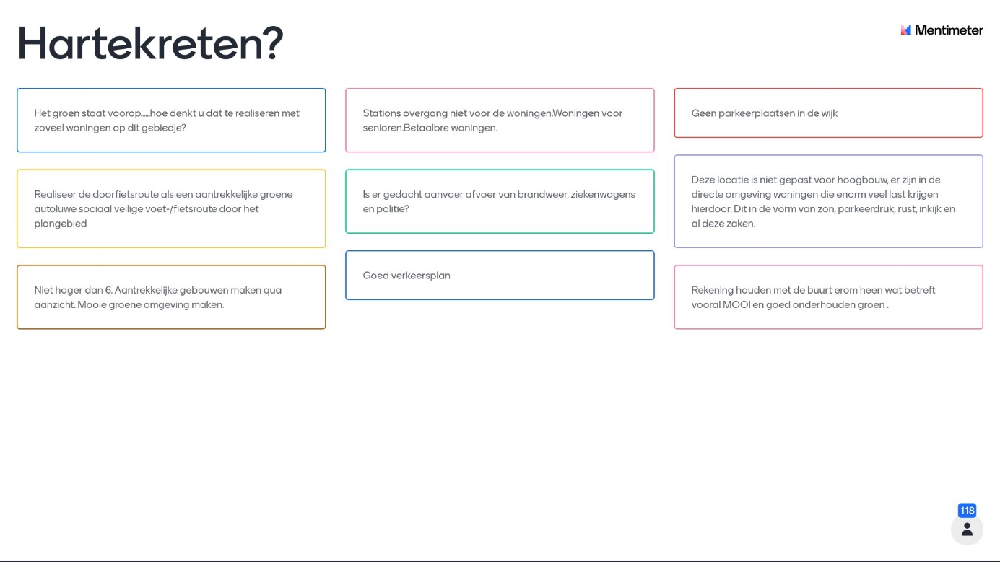 Hartekreten?
Mentimeter
Het groen staat voorop......hoe denkt u dat te realiseren met
zoveel woningen op dit gebiedje?
Realiseer de doorfietsroute als een aantrekkelijke groene
autoluwe sociaal veilige voet-/fietsroute door het
plangebied
Niet hoger dan 6. Aantrekkelijke gebouwen maken qua
aanzicht. Mooie groene omgeving maken.
Stations overgang niet voor de woningen.Woningen voor
senioren.Betaalbre woningen.
Is er gedacht aanvoer afvoer van brandweer, ziekenwagens
en politie?
Goed verkeersplan
Geen parkeerplaatsen in de wijk
Deze locatie is niet gepast voor hoogbouw, er zijn in de
directe omgeving woningen die enorm veel last krijgen
hierdoor. Dit in de vorm van zon, parkeerdruk, rust, inkijk en
al deze zaken.
Rekening houden met de buurt erom heen wat betreft
vooral MOOI en goed onderhouden groen .
118